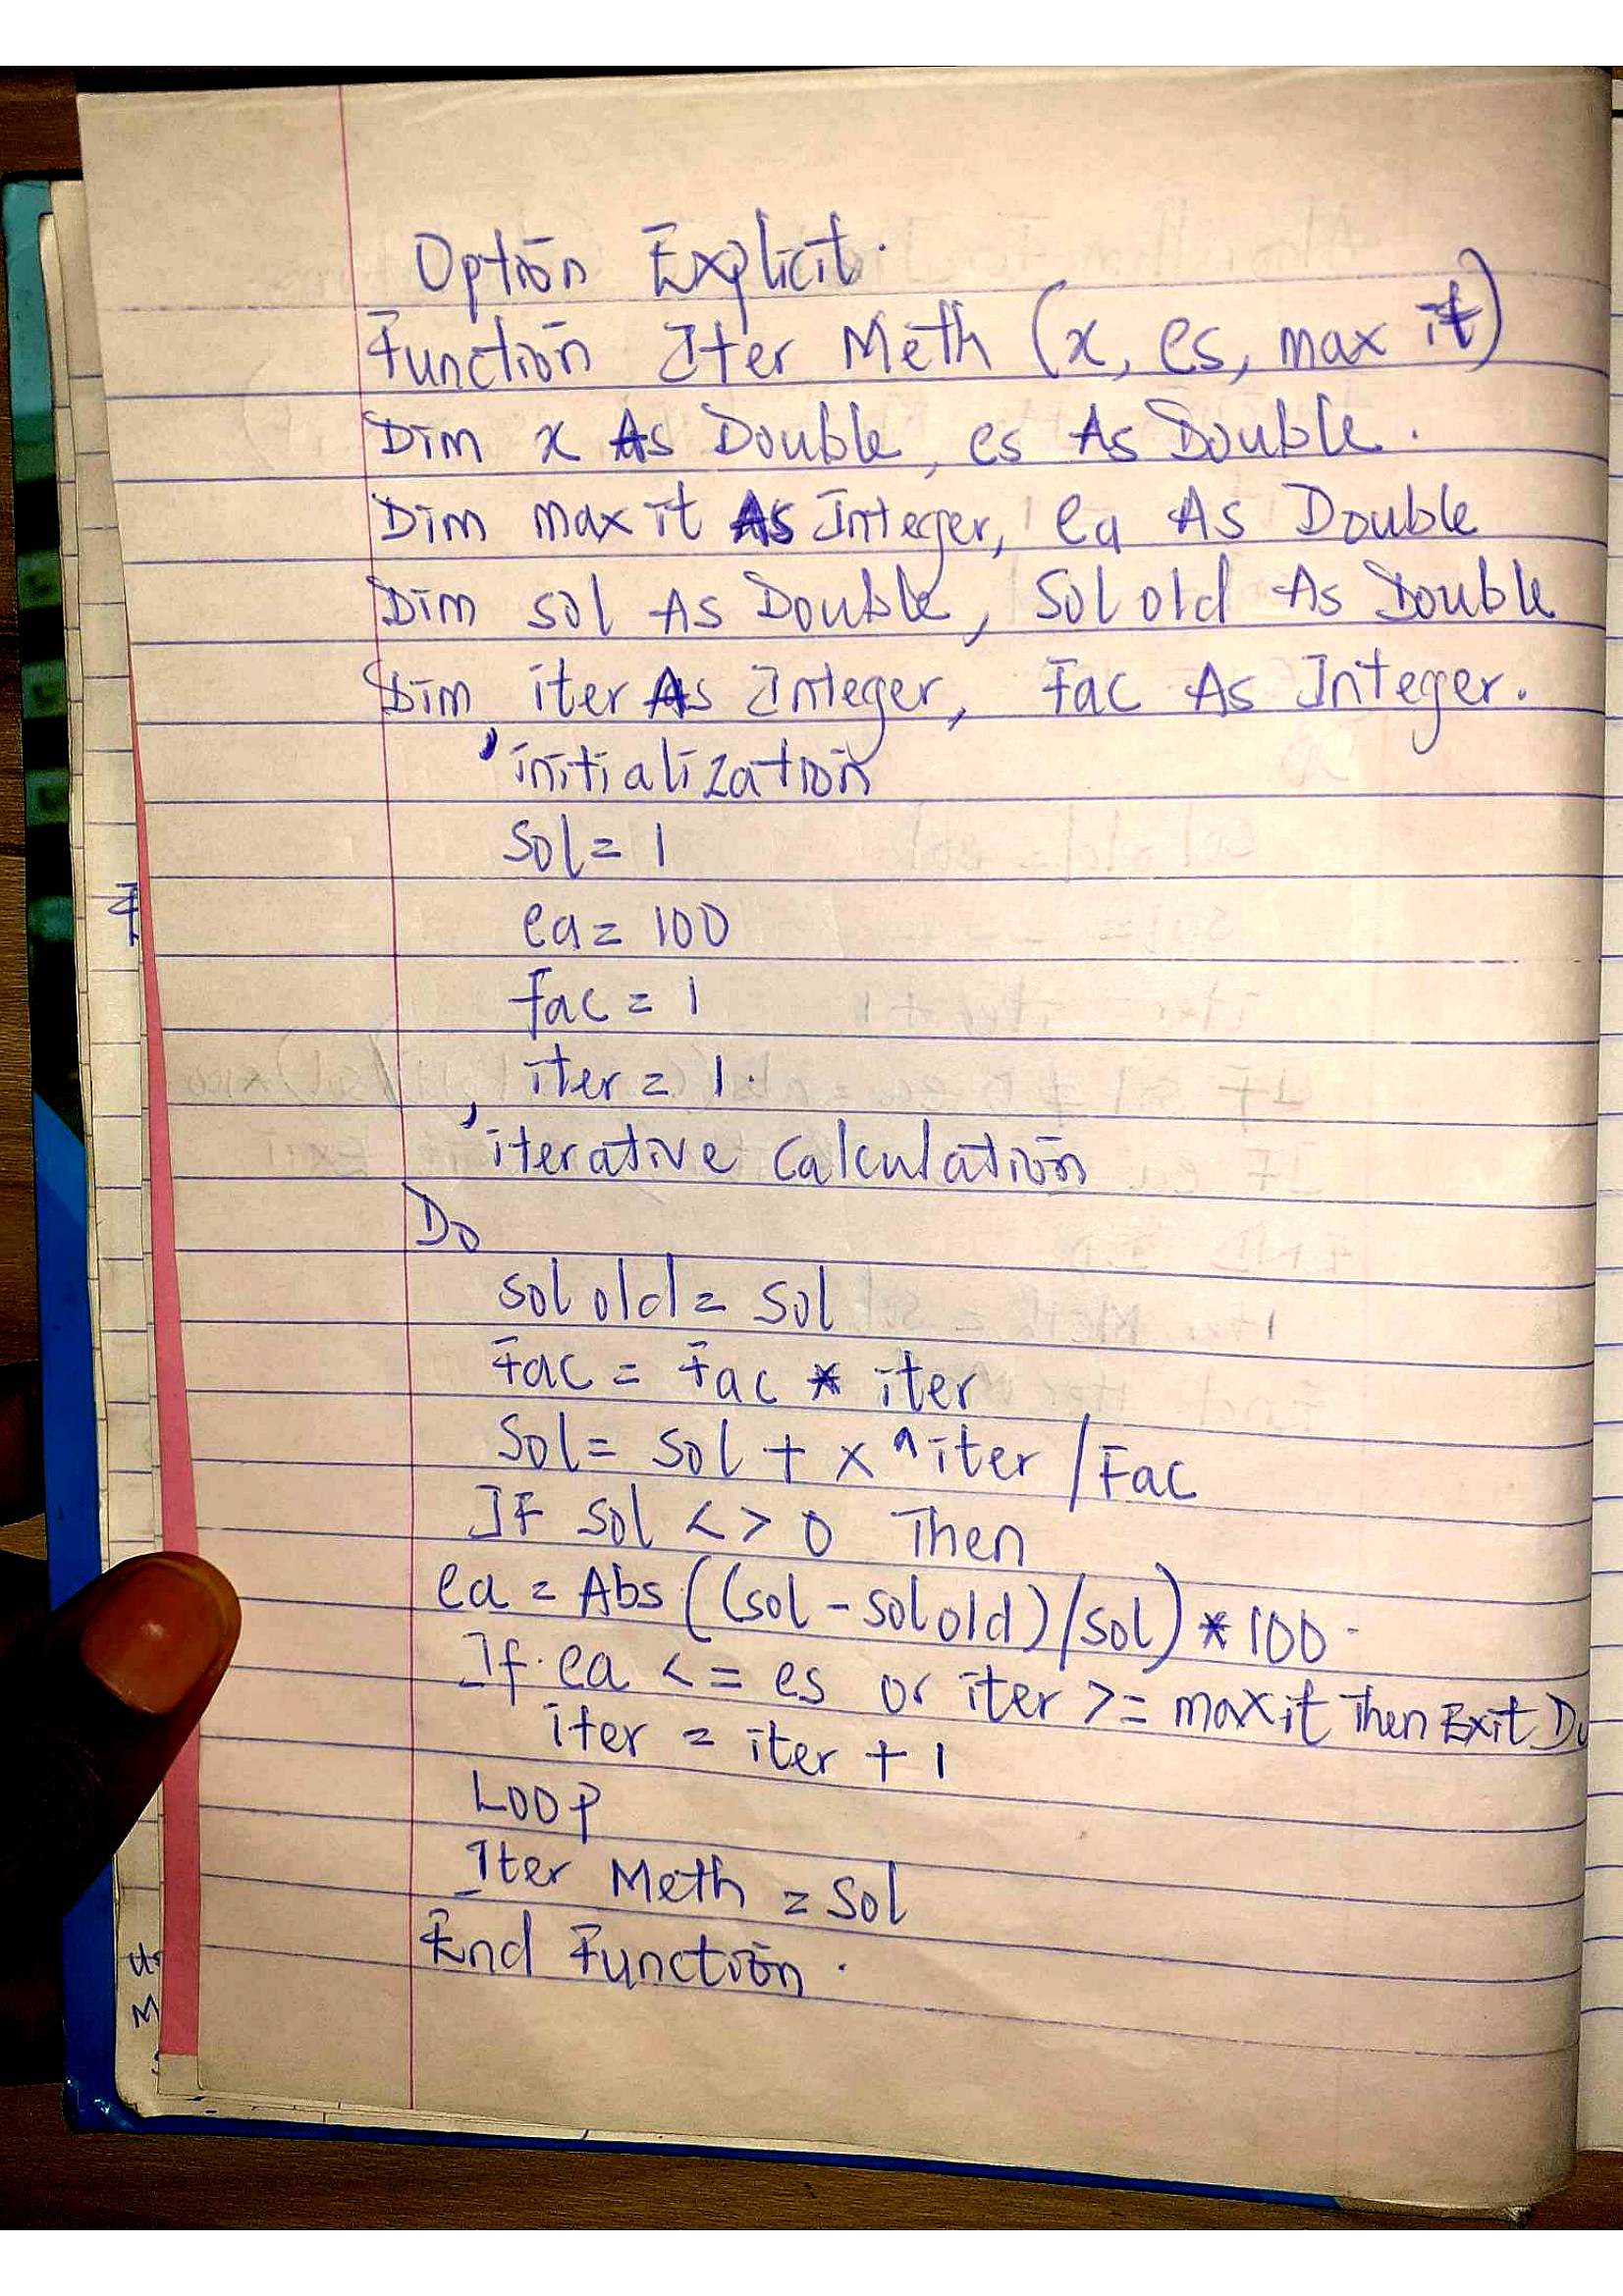 Option Explicit.
Function Iter Meth (x, es, max it)
Dim x As Double, es As Double.
Dim max it As Integer, ea As Double
Dim sol As Double, Sol old As Double
Dim iter As Integer, Fac As Integer.
'initialization
Sol = 1
ea = 100
fac = 1
iter = 1.
'iterative calculation
Do
sol old = sol
Fac = Fac * iter
Sol = Sol + x ^ iter / Fac
IF Sol < > 0 Then
ea = Abs ((sol - sol old)/sol) * 100.
If ea < = es or iter > = maxit Then Exit Do
iter = iter + 1
LOOP
Iter Meth = Sol
End Function.